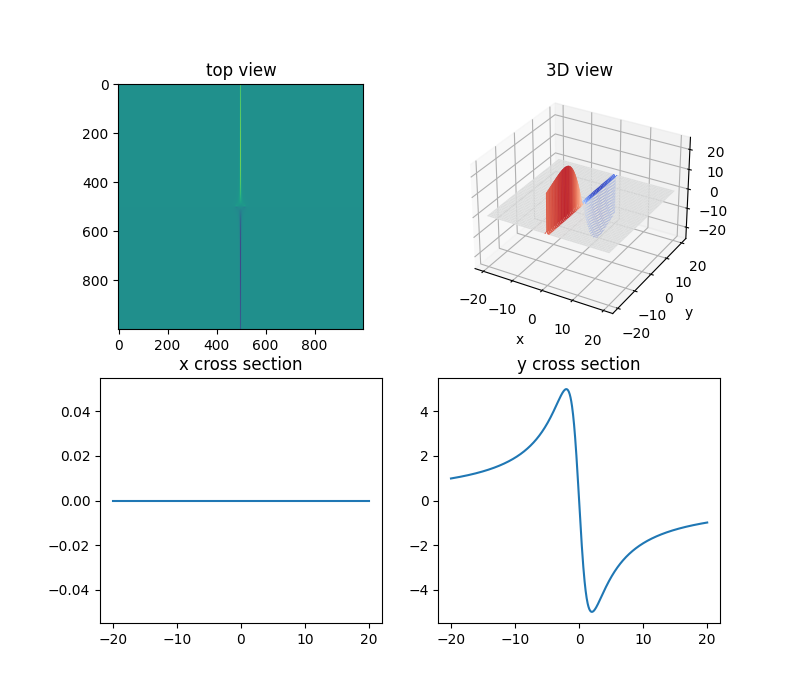 top view
0
200
400
600
800
0 200 400 600 800
3D view
20
10
0
−10
−20
−20 −10 0 10 20
x
−20 −10 0 10 20
y
x cross section
0.04
0.02
0.00
−0.02
−0.04
−20 −10 0 10 20
y cross section
4
2
0
−2
−4
−20 −10 0 10 20